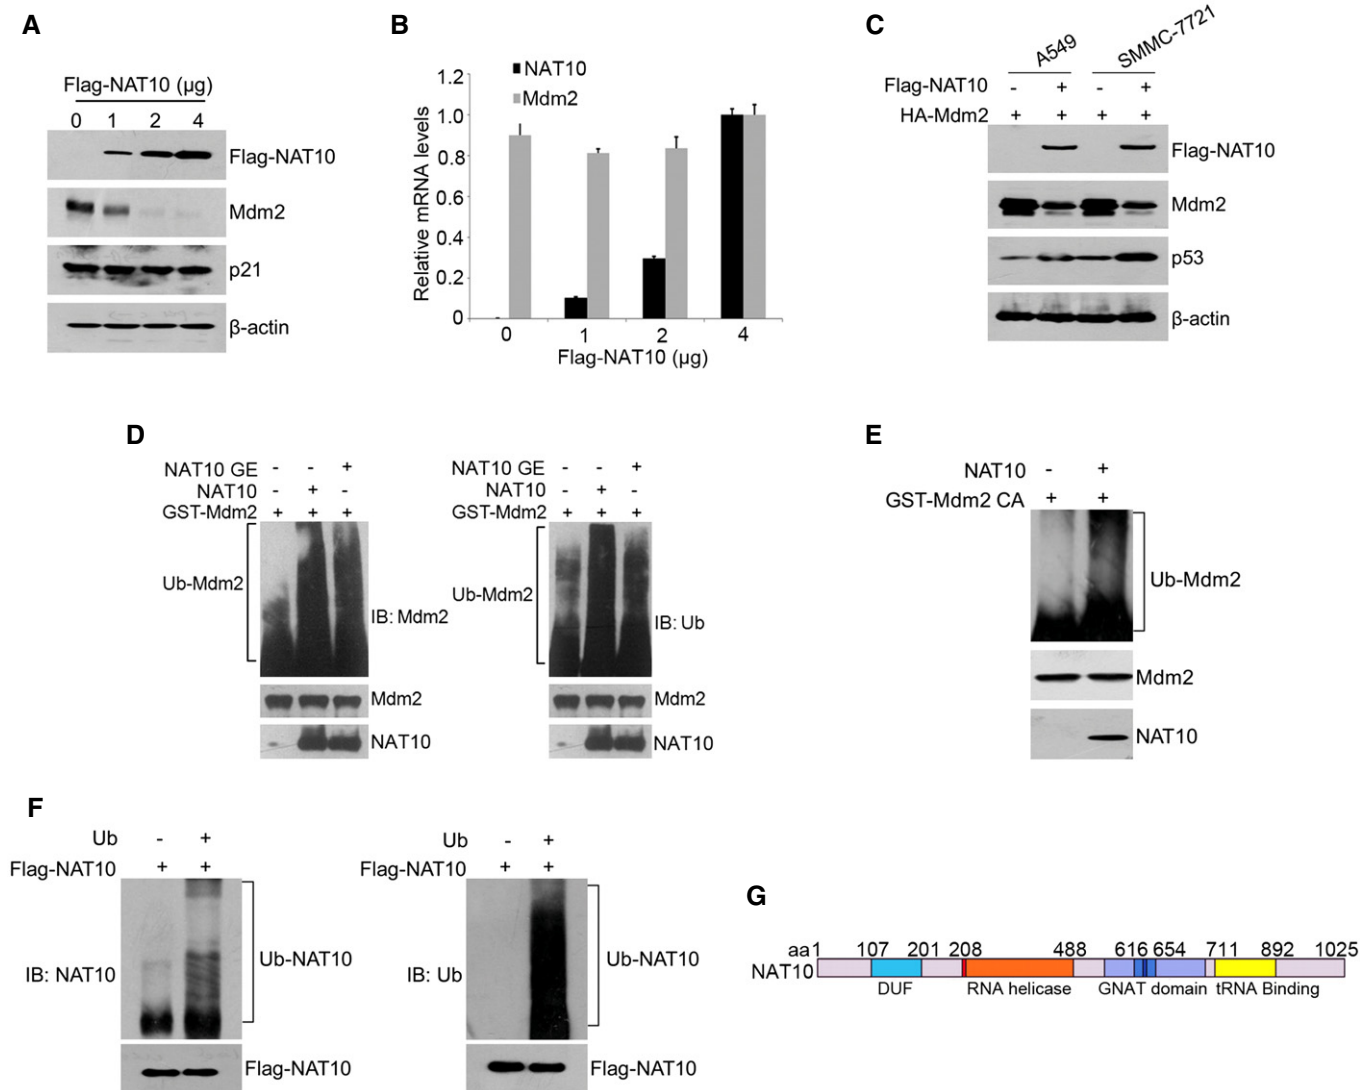 A
Flag-NAT10 (µg)
0 1 2 4
Flag-NAT10
Mdm2
p21
β-actin
B
NAT10
Mdm2
Relative mRNA levels
1.2
1.0
0.8
0.6
0.4
0.2
0
0 1 2 4
Flag-NAT10 (µg)
C
A549 SMMC-7721
Flag-NAT10 - + - +
HA-Mdm2 + + + +
Flag-NAT10
Mdm2
p53
β-actin
D
NAT10 GE - - +
NAT10 - + -
GST-Mdm2 + + +
Ub-Mdm2
IB: Mdm2
Mdm2
NAT10
NAT10 GE - - +
NAT10 - + -
GST-Mdm2 + + +
Ub-Mdm2
IB: Ub
Mdm2
NAT10
E
NAT10 - +
GST-Mdm2 CA + +
Ub-Mdm2
Mdm2
NAT10
F
Ub - +
Flag-NAT10 + +
IB: NAT10
Ub-NAT10
Flag-NAT10
Ub - +
Flag-NAT10 + +
IB: Ub
Ub-NAT10
Flag-NAT10
G
aa 1 107 201 208 488 616 654 711 892 1025
NAT10
DUF RNA helicase GNAT domain tRNA Binding